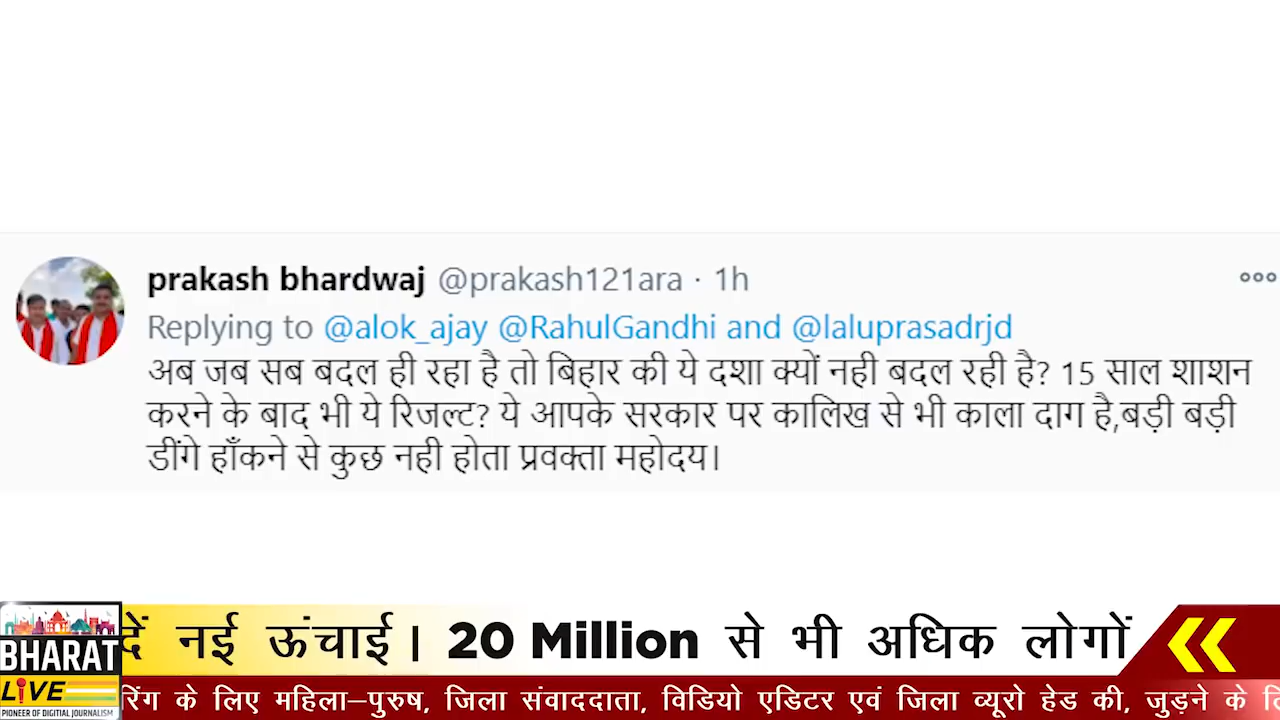 prakash bhardwaj @prakash121ara · 1h
Replying to @alok_ajay @RahulGandhi and @laluprasadrjd
अब जब सब बदल ही रहा है तो बिहार की ये दशा क्यों नही बदल रही है? 15 साल शाशन
करने के बाद भी ये रिजल्ट? ये आपके सरकार पर कालिख से भी काला दाग है,बड़ी बड़ी
डींगे हाँकने से कुछ नही होता प्रवक्ता महोदय।
दें नई ऊंचाई। 20 Million से भी अधिक लोगों
BHARAT
LIVE
PIONEER OF DIGITIAL JOURNALISM
रिंग के लिए महिला-पुरुष, जिला संवाददाता, विडियो एडिटर एवं जिला व्यूरो हेड की, जुड़ने के